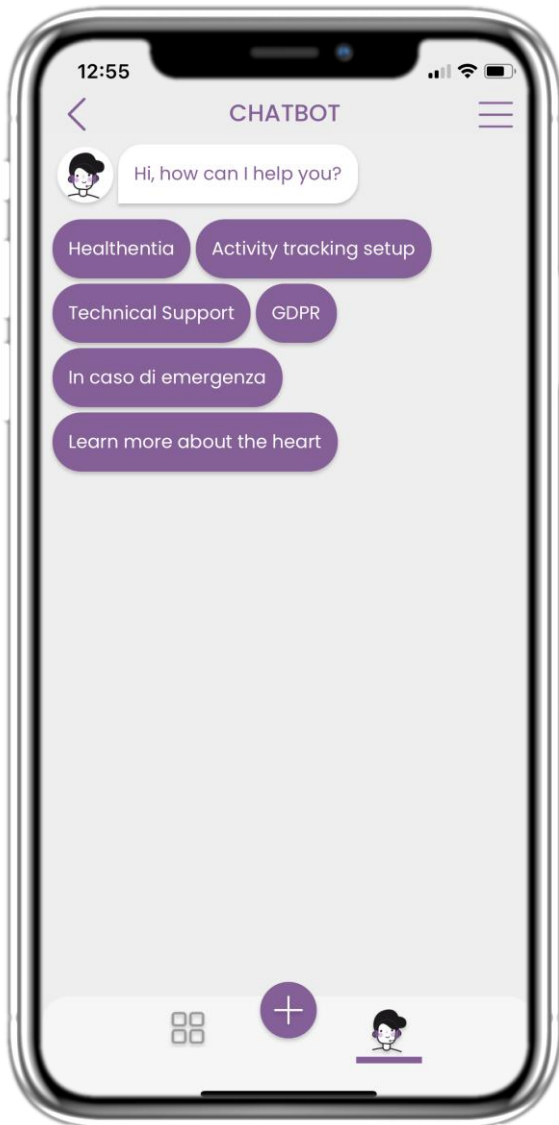 12:55
CHATBOT
Hi, how can I help you?
Healthentia
Activity tracking setup
Technical Support
GDPR
In caso di emergenza
Learn more about the heart